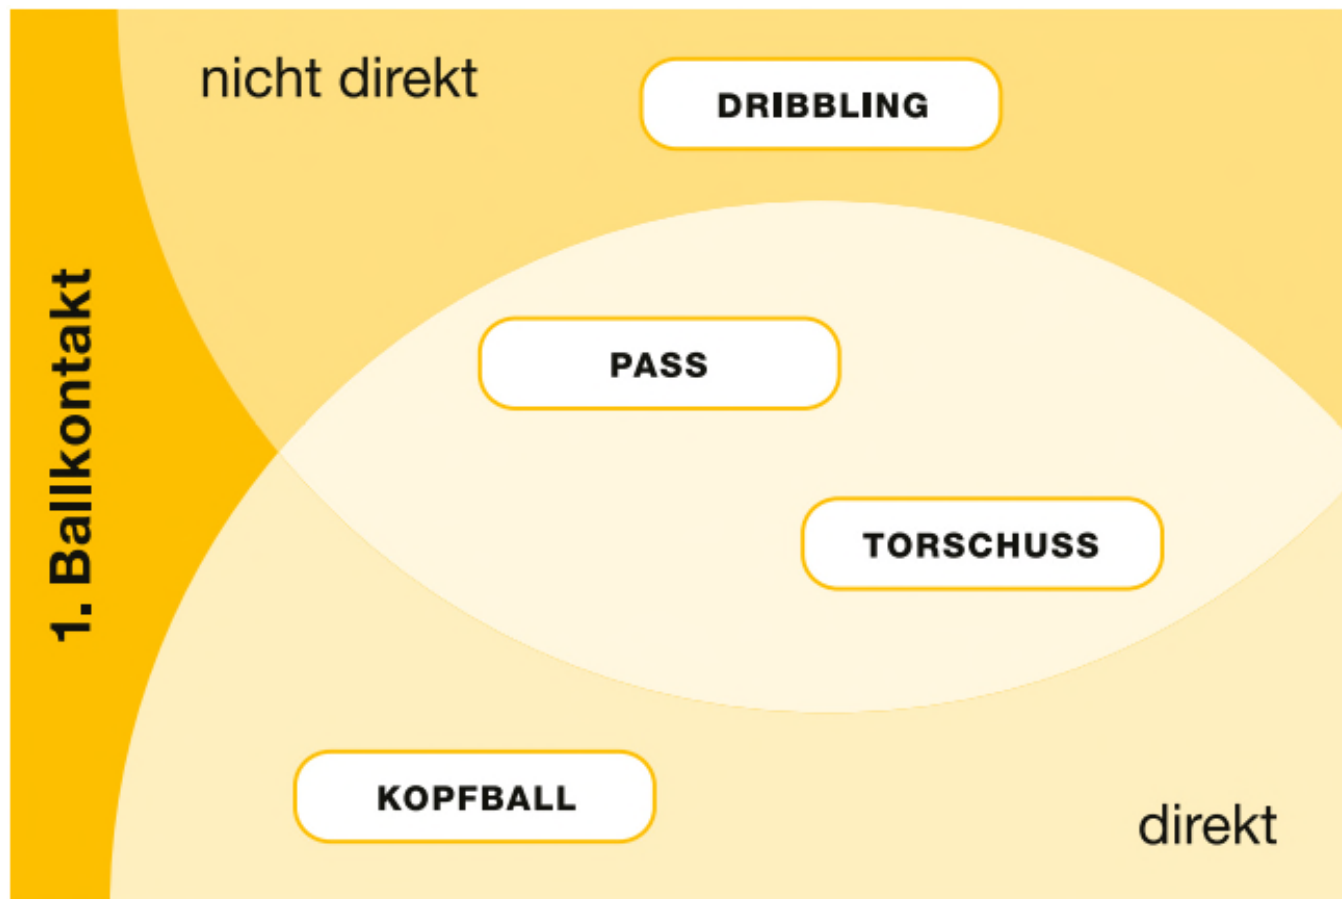 nicht direkt
DRIBBLING
1. Ballkontakt
PASS
TORSCHUSS
KOPFBALL
direkt